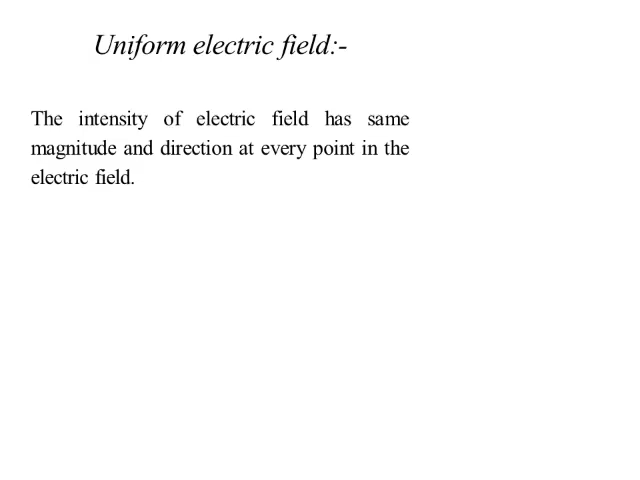 Uniform electric field:-
The intensity of electric field has same
magnitude and direction at every point in the
electric field.